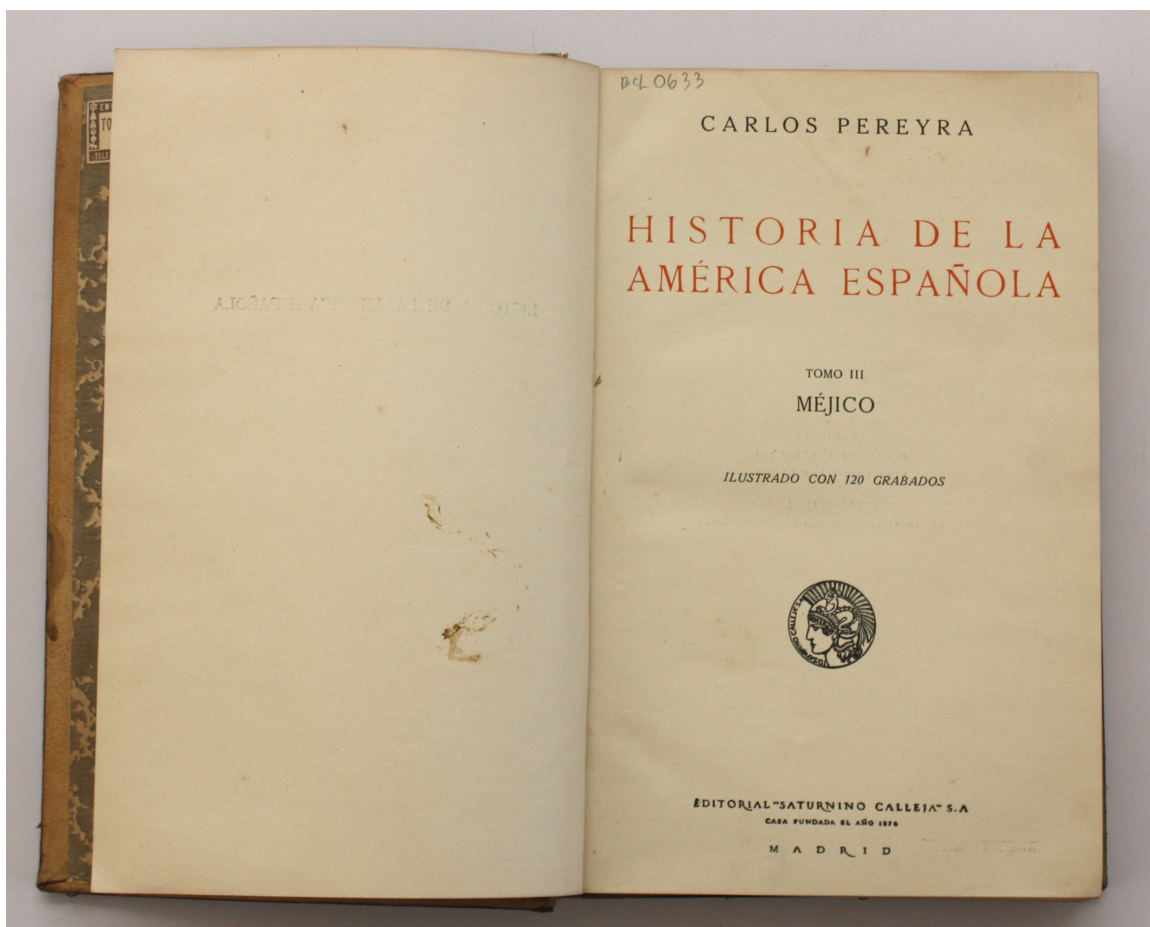 BCL 0633
CARLOS PEREYRA
HISTORIA DE LA
AMÉRICA ESPAÑOLA
TOMO III
MÉJICO
ILUSTRADO CON 120 GRABADOS
EDITORIAL "SATURNINO CALLEJA" S.A
CASA FUNDADA EL AÑO 1876
MADRID